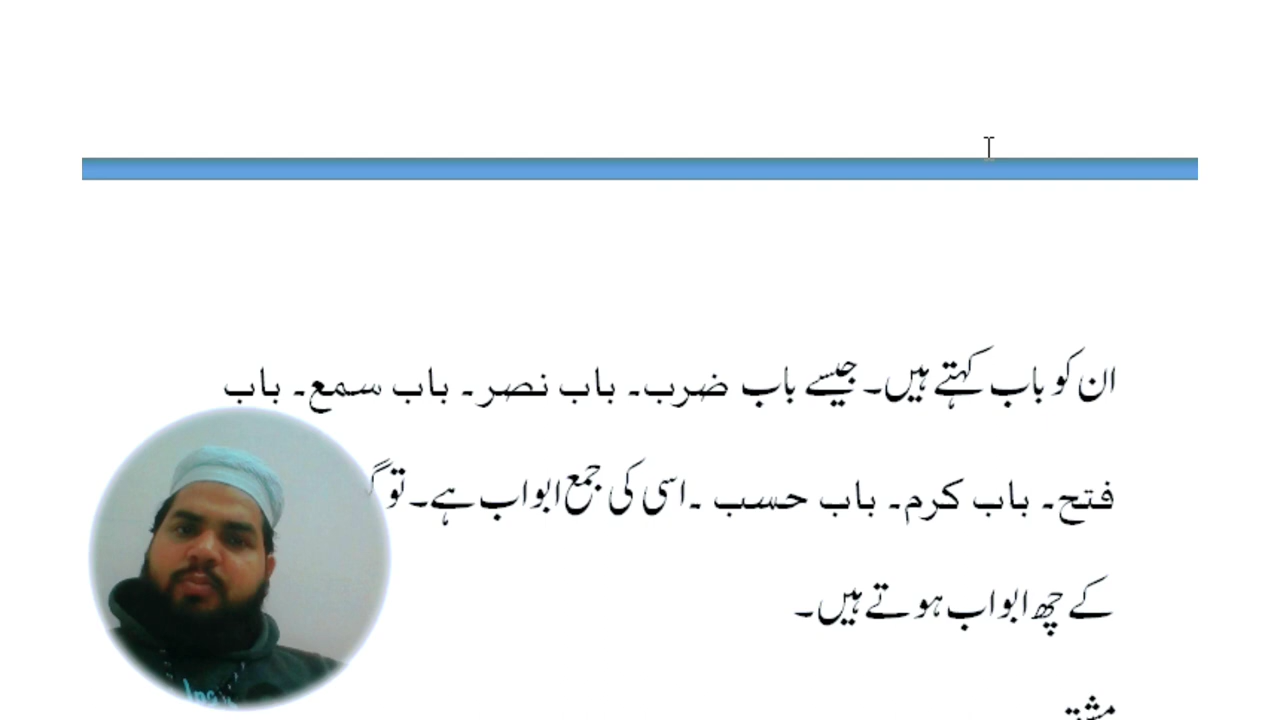 ان کو باب کہتے ہیں۔ جیسے باب ضرب۔ باب نصر۔ باب سمع۔ باب
فتح۔ باب کرم۔ باب حسب ۔اسی کی جمع ابواب ہے۔تو
کے چھ ابواب ہوتے ہیں۔